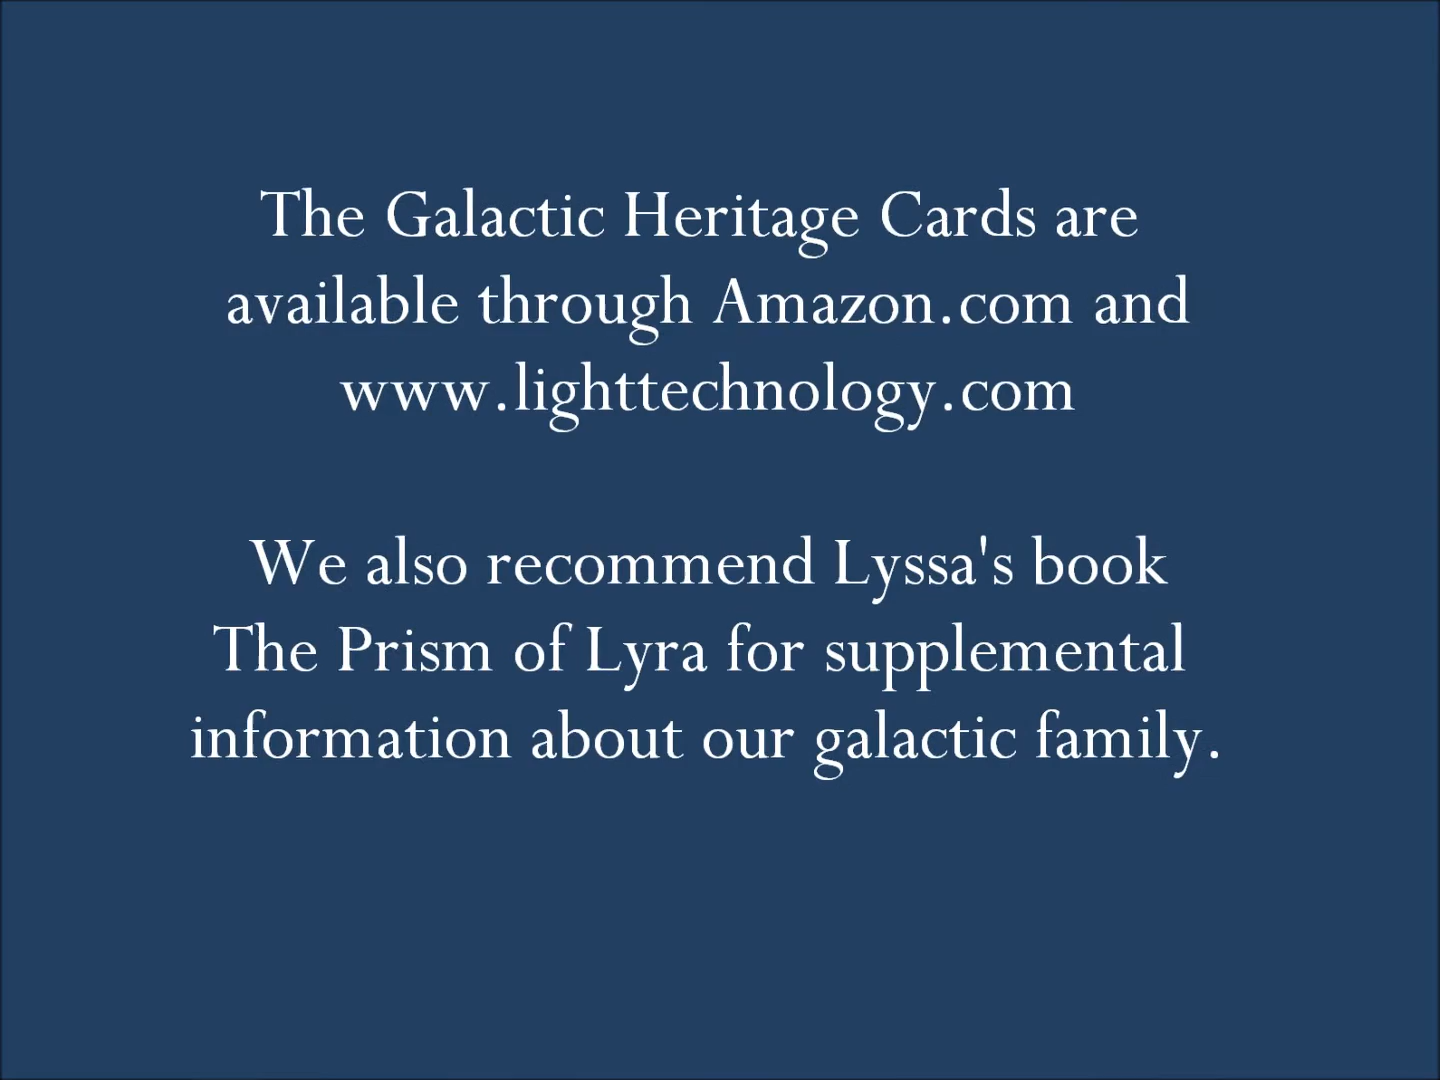 The Galactic Heritage Cards are
available through Amazon.com and
www.lighttechnology.com
We also recommend Lyssa's book
The Prism of Lyra for supplemental
information about our galactic family.